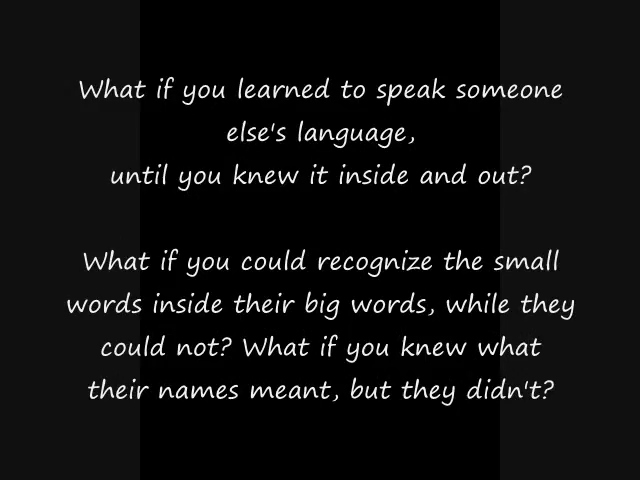 What if you learned to speak someone
else's language,
until you knew it inside and out?
What if you could recognize the small
words inside their big words, while they
could not? What if you knew what
their names meant, but they didn't?